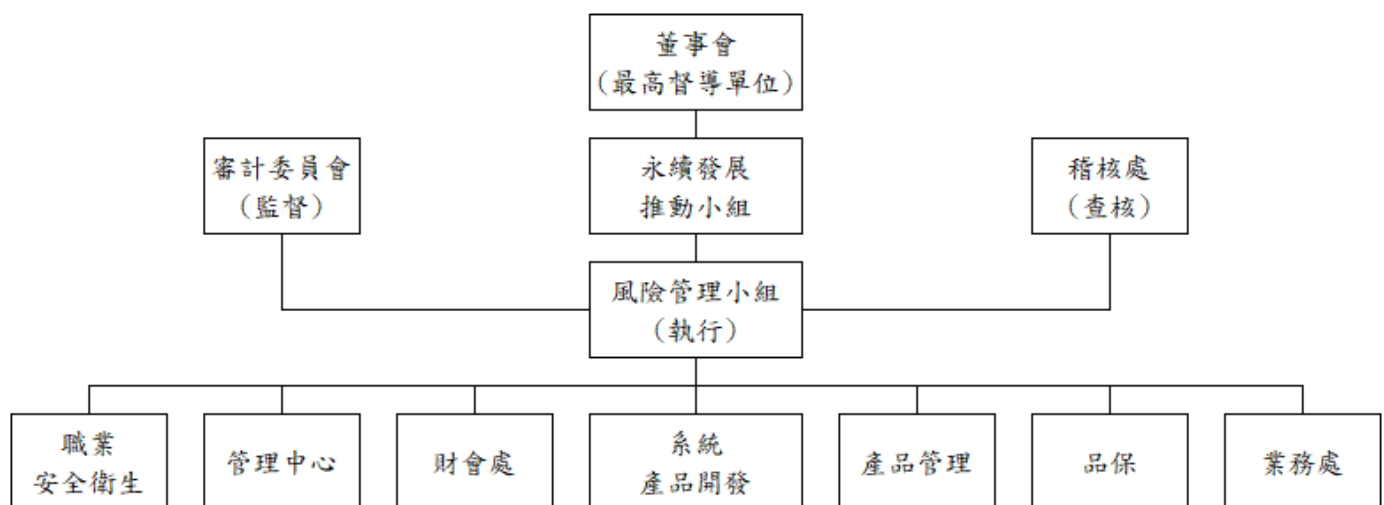 董事會
（最高督導單位）
審計委員會
（監督）
永續發展
推動小組
稽核處
（查核）
風險管理小組
（執行）
職業
安全衛生
管理中心
財會處
系統
產品開發
產品管理
品保
業務處